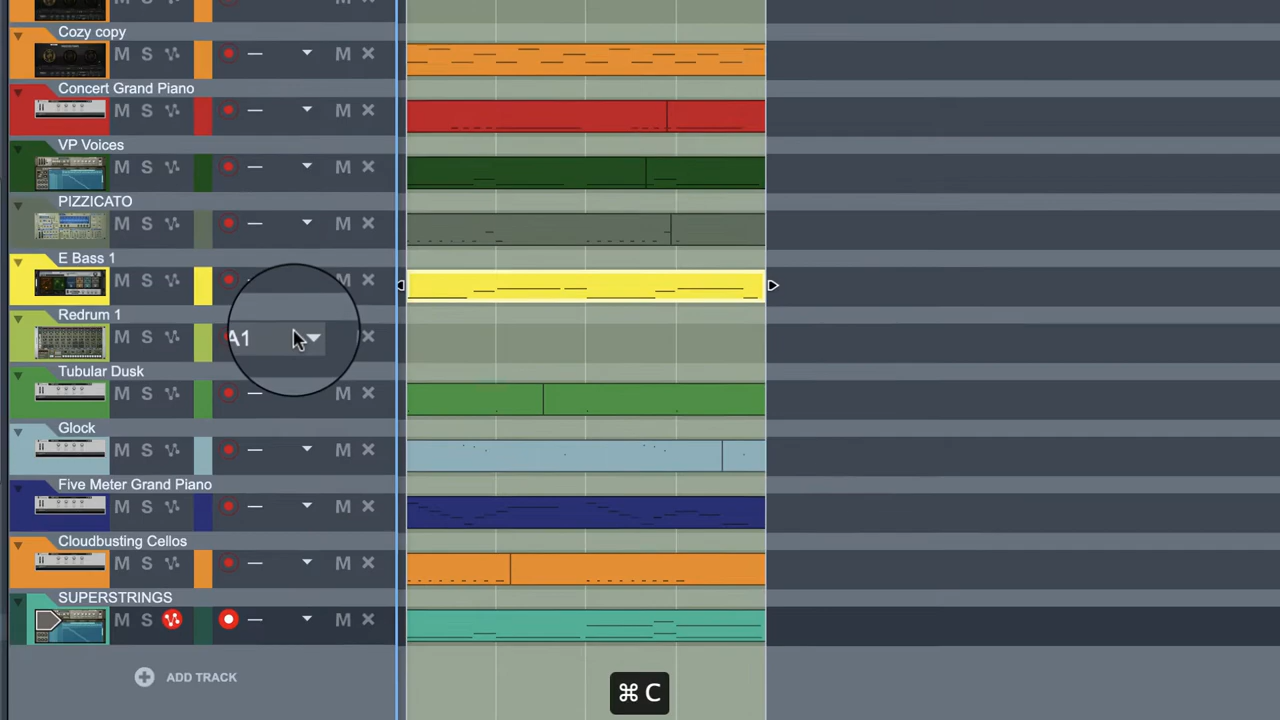 Cozy copy
M S M ✕
Concert Grand Piano
M S M ✕
VP Voices
M S M ✕
PIZZICATO
M S M ✕
E Bass 1
M S M ✕
Redrum 1
M S A1 ✕
Tubular Dusk
M S M ✕
Glock
M S M ✕
Five Meter Grand Piano
M S M ✕
Cloudbusting Cellos
M S M ✕
SUPERSTRINGS
M S M ✕
ADD TRACK
⌘ C